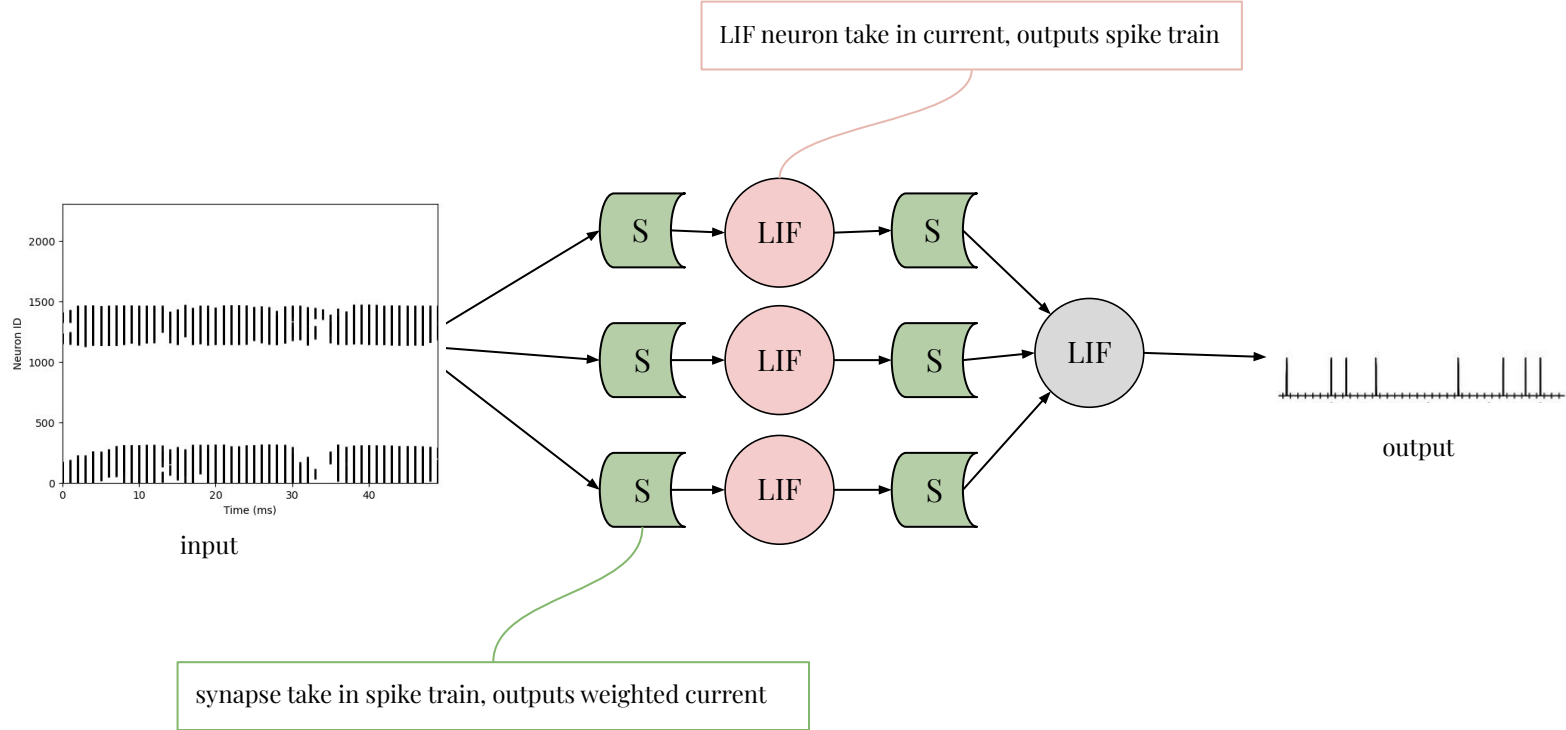 LIF neuron take in current, outputs spike train
S
LIF
S
S
LIF
S
LIF
S
LIF
S
2000
1500
1000
500
0
Neuron ID
0
10
20
30
40
Time (ms)
input
output
synapse take in spike train, outputs weighted current